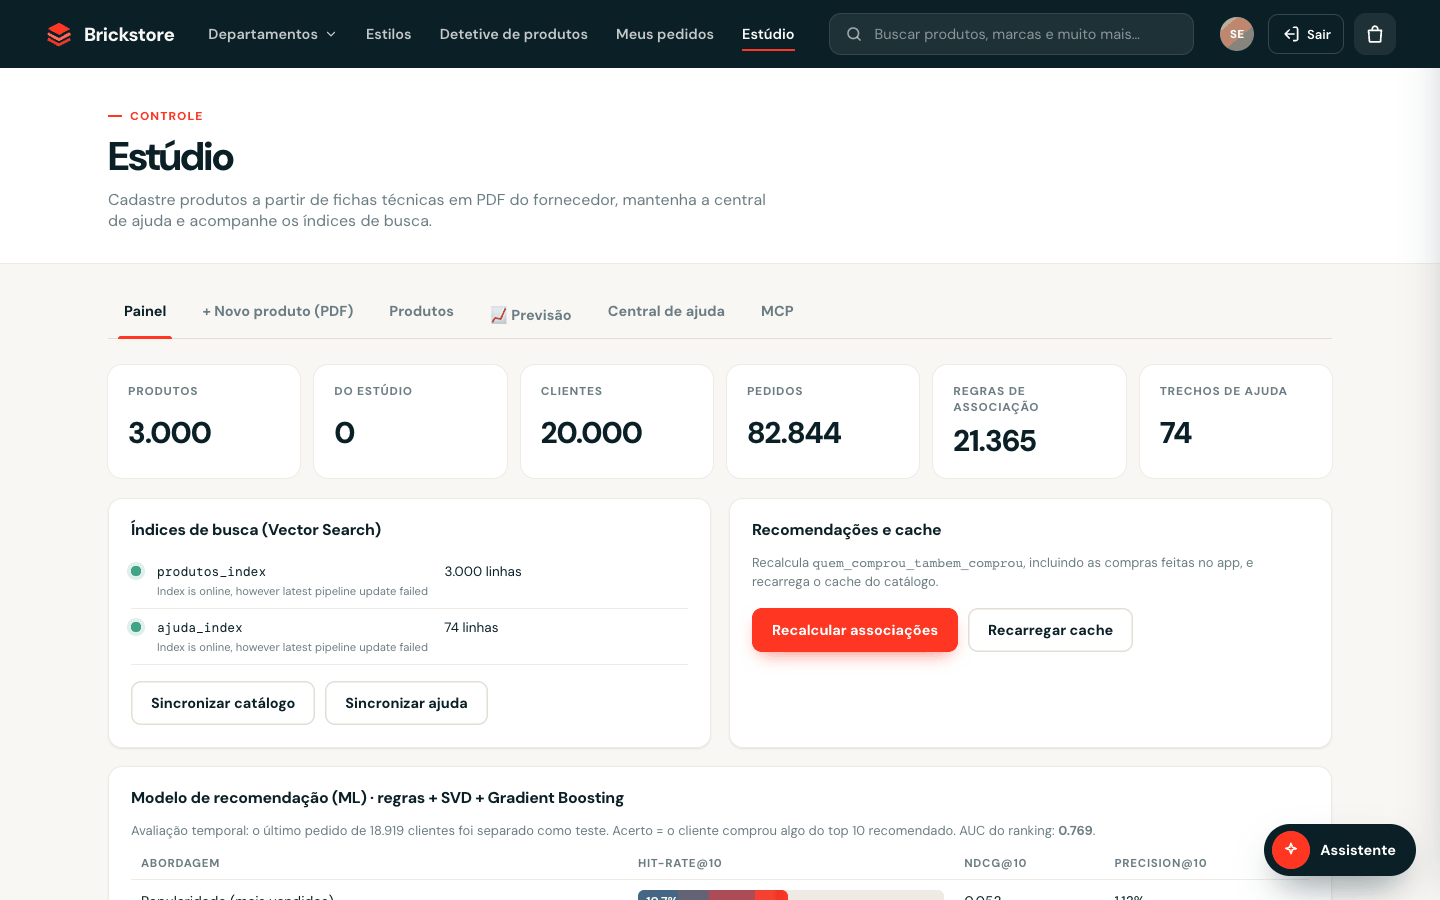 Brickstore
Departamentos
Estilos
Detetive de produtos
Meus pedidos
Estúdio
Buscar produtos, marcas e muito mais...
SE
Sair
CONTROLE
Estúdio
Cadastre produtos a partir de fichas técnicas em PDF do fornecedor, mantenha a central
de ajuda e acompanhe os índices de busca.
Painel
+ Novo produto (PDF)
Produtos
Previsão
Central de ajuda
MCP
PRODUTOS
3.000
DO ESTÚDIO
0
CLIENTES
20.000
PEDIDOS
82.844
REGRAS DE
ASSOCIAÇÃO
21.365
TRECHOS DE AJUDA
74
Índices de busca (Vector Search)
produtos_index
3.000 linhas
Index is online, however latest pipeline update failed
ajuda_index
74 linhas
Index is online, however latest pipeline update failed
Sincronizar catálogo
Sincronizar ajuda
Recomendações e cache
Recalcula quem_comprou_tambem_comprou, incluindo as compras feitas no app, e
recarrega o cache do catálogo.
Recalcular associações
Recarregar cache
Modelo de recomendação (ML) · regras + SVD + Gradient Boosting
Avaliação temporal: o último pedido de 18.919 clientes foi separado como teste. Acerto = o cliente comprou algo do top 10 recomendado. AUC do ranking: 0.769.
ABORDAGEM
HIT-RATE@10
NDCG@10
PRECISION@10
Popularidade (mais vendidos)
Assistente